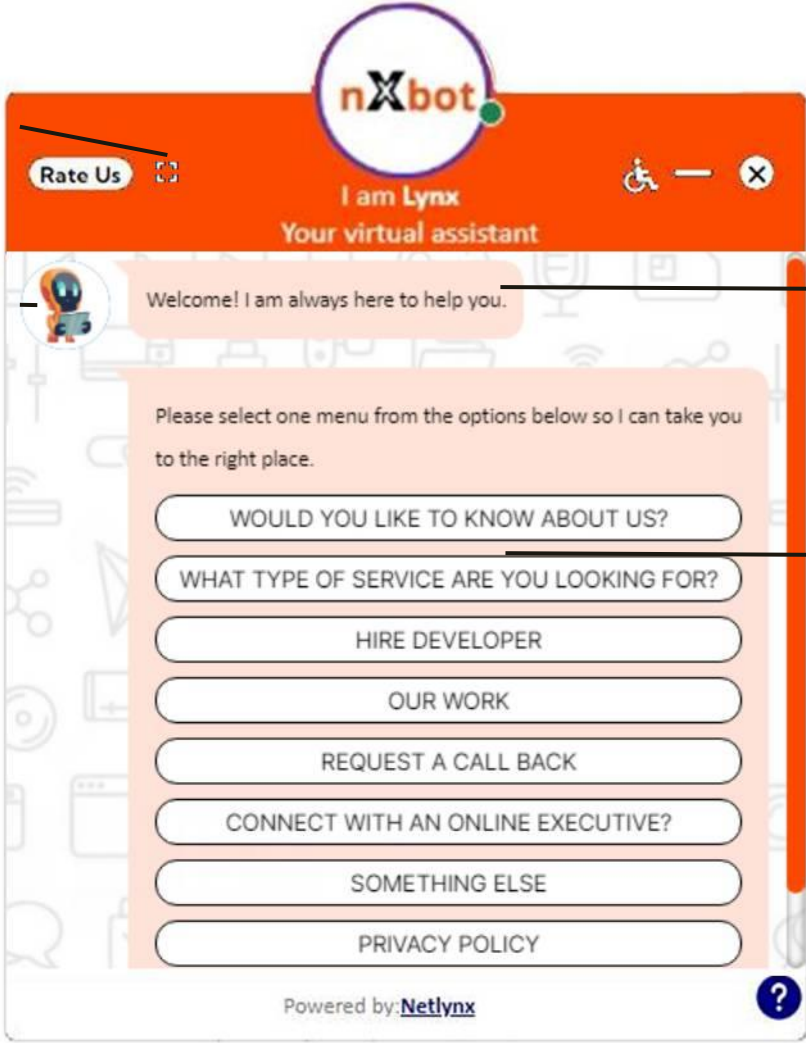 nXbot
Rate Us
I am Lynx
Your virtual assistant
Welcome! I am always here to help you.
Please select one menu from the options below so I can take you
to the right place.
WOULD YOU LIKE TO KNOW ABOUT US?
WHAT TYPE OF SERVICE ARE YOU LOOKING FOR?
HIRE DEVELOPER
OUR WORK
REQUEST A CALL BACK
CONNECT WITH AN ONLINE EXECUTIVE?
SOMETHING ELSE
PRIVACY POLICY
Powered by:Netlynx
?